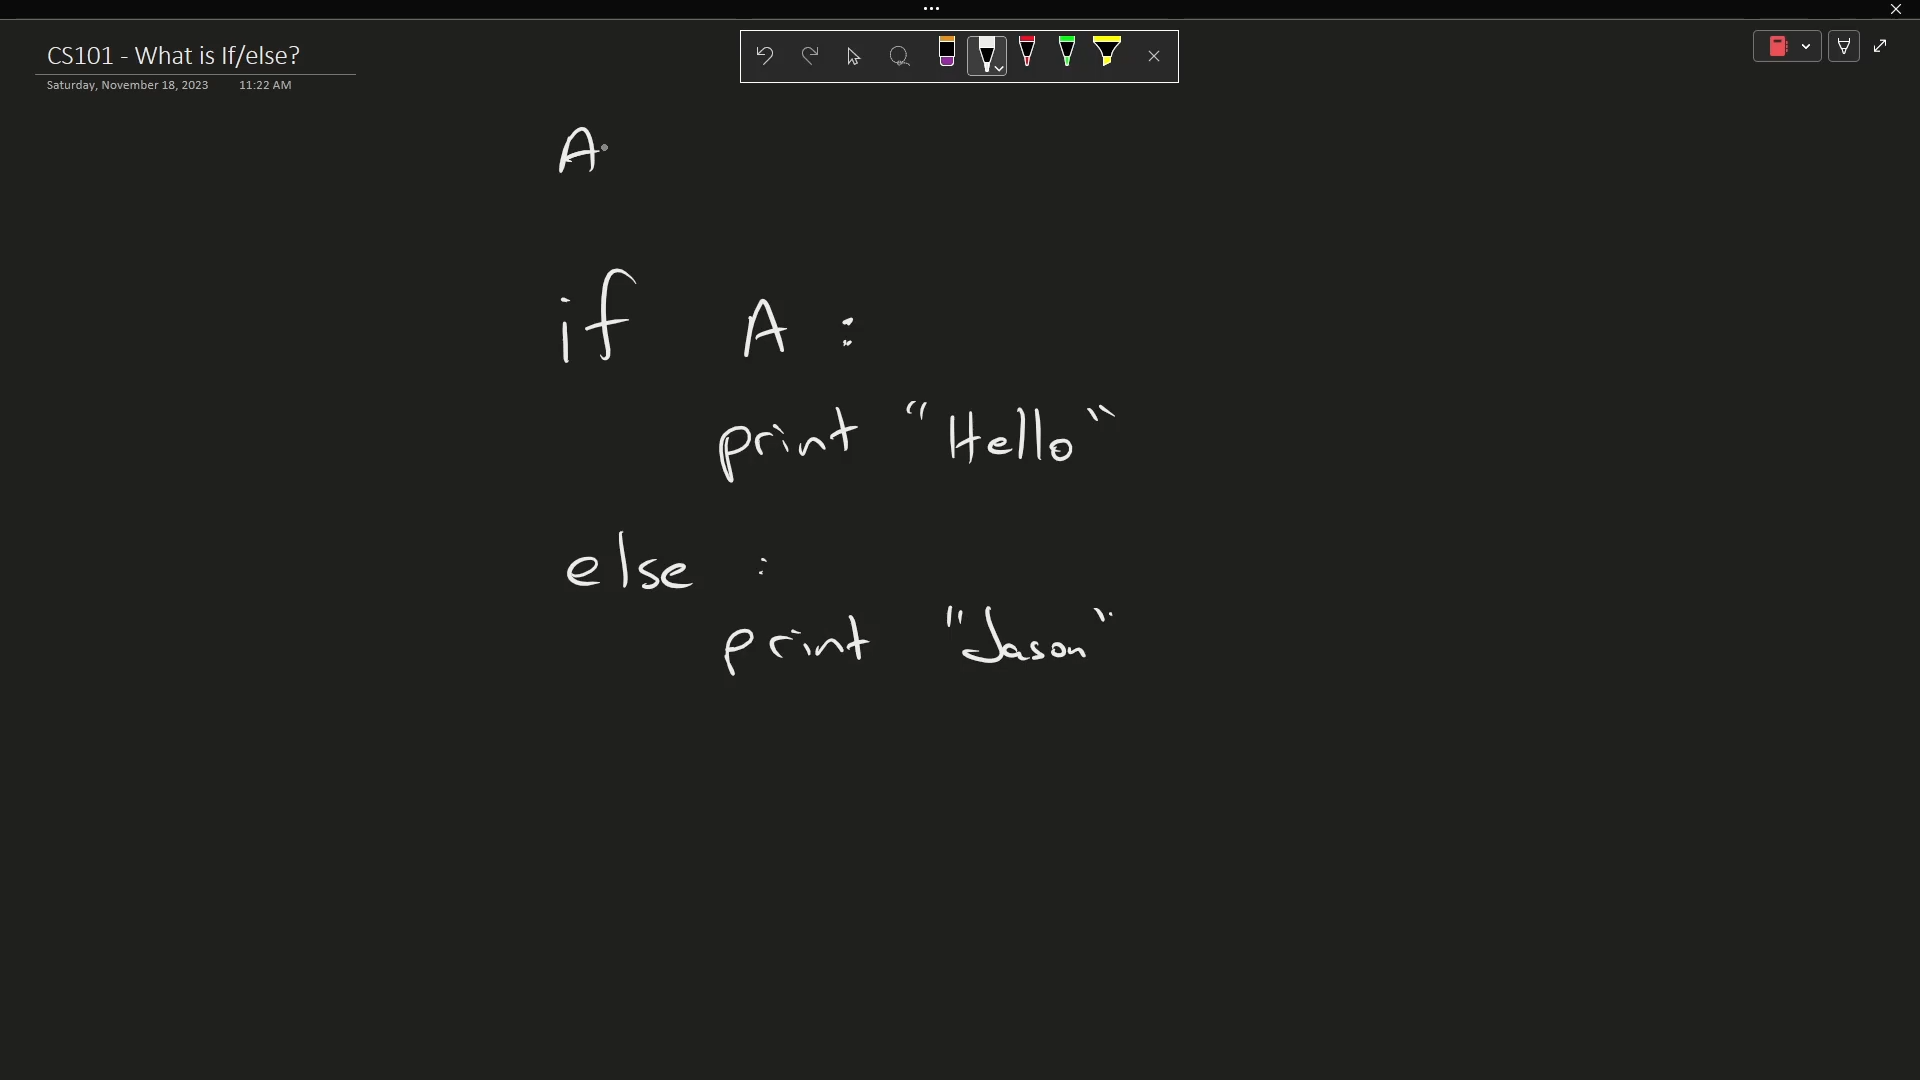 CS101 - What is If/else?
Saturday, November 18, 2023 11:22 AM
A
if A :
print "Hello"
else :
print "Jason"